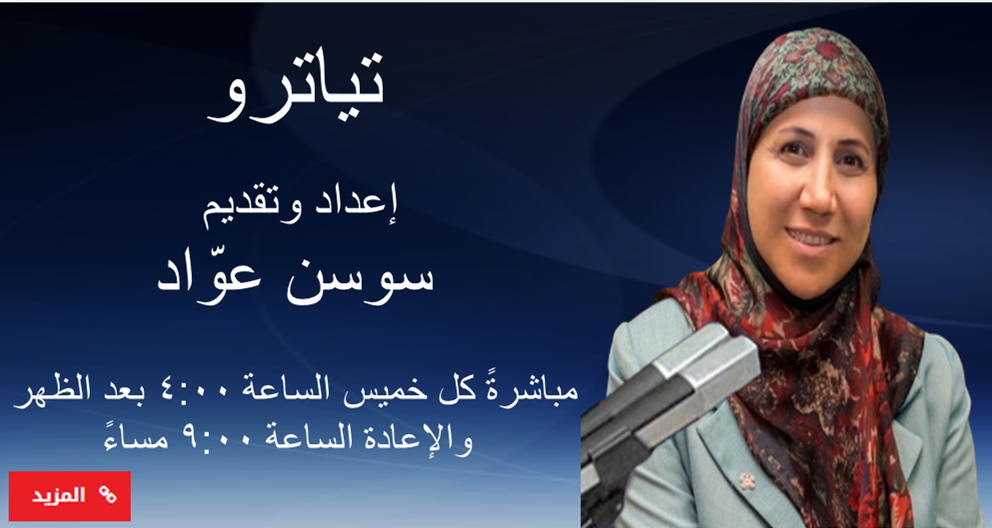 تياترو
إعداد وتقديم
سوسن عوّاد
مباشرةً كل خميس الساعة ٤:٠٠ بعد الظهر
والإعادة الساعة ٩:٠٠ مساءً
المزيد